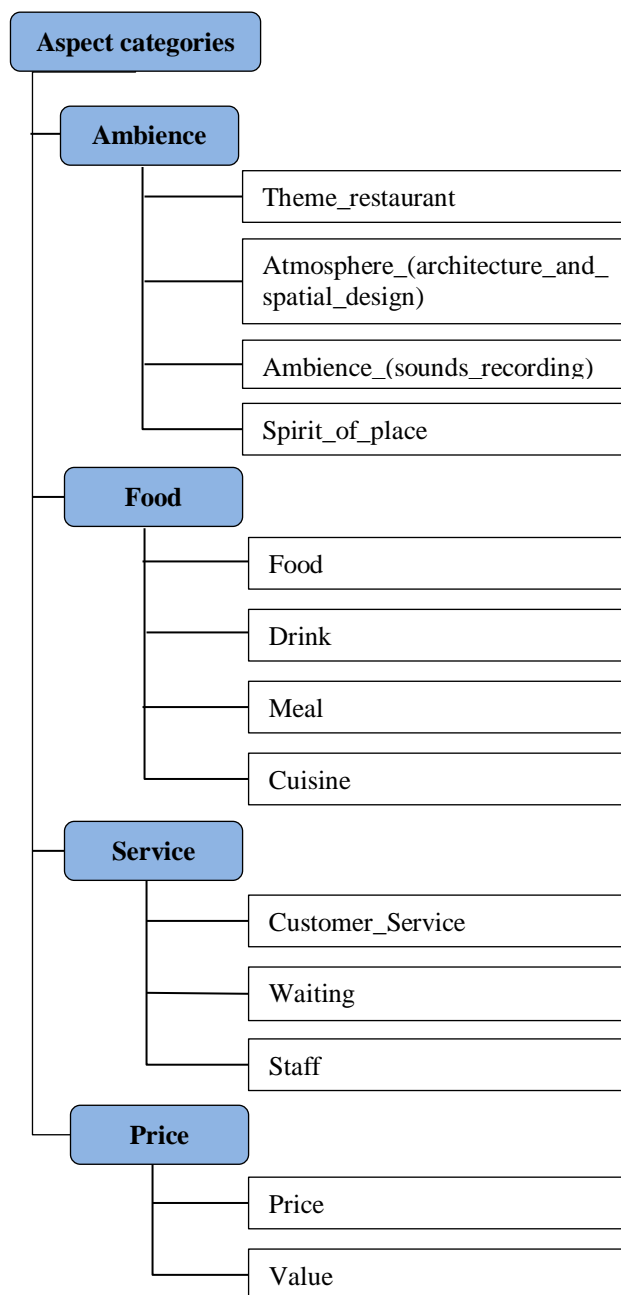 Aspect categories
Ambience
Theme_restaurant
Atmosphere_(architecture_and_
spatial_design)
Ambience_(sounds_recording)
Spirit_of_place
Food
Food
Drink
Meal
Cuisine
Service
Customer_Service
Waiting
Staff
Price
Price
Value